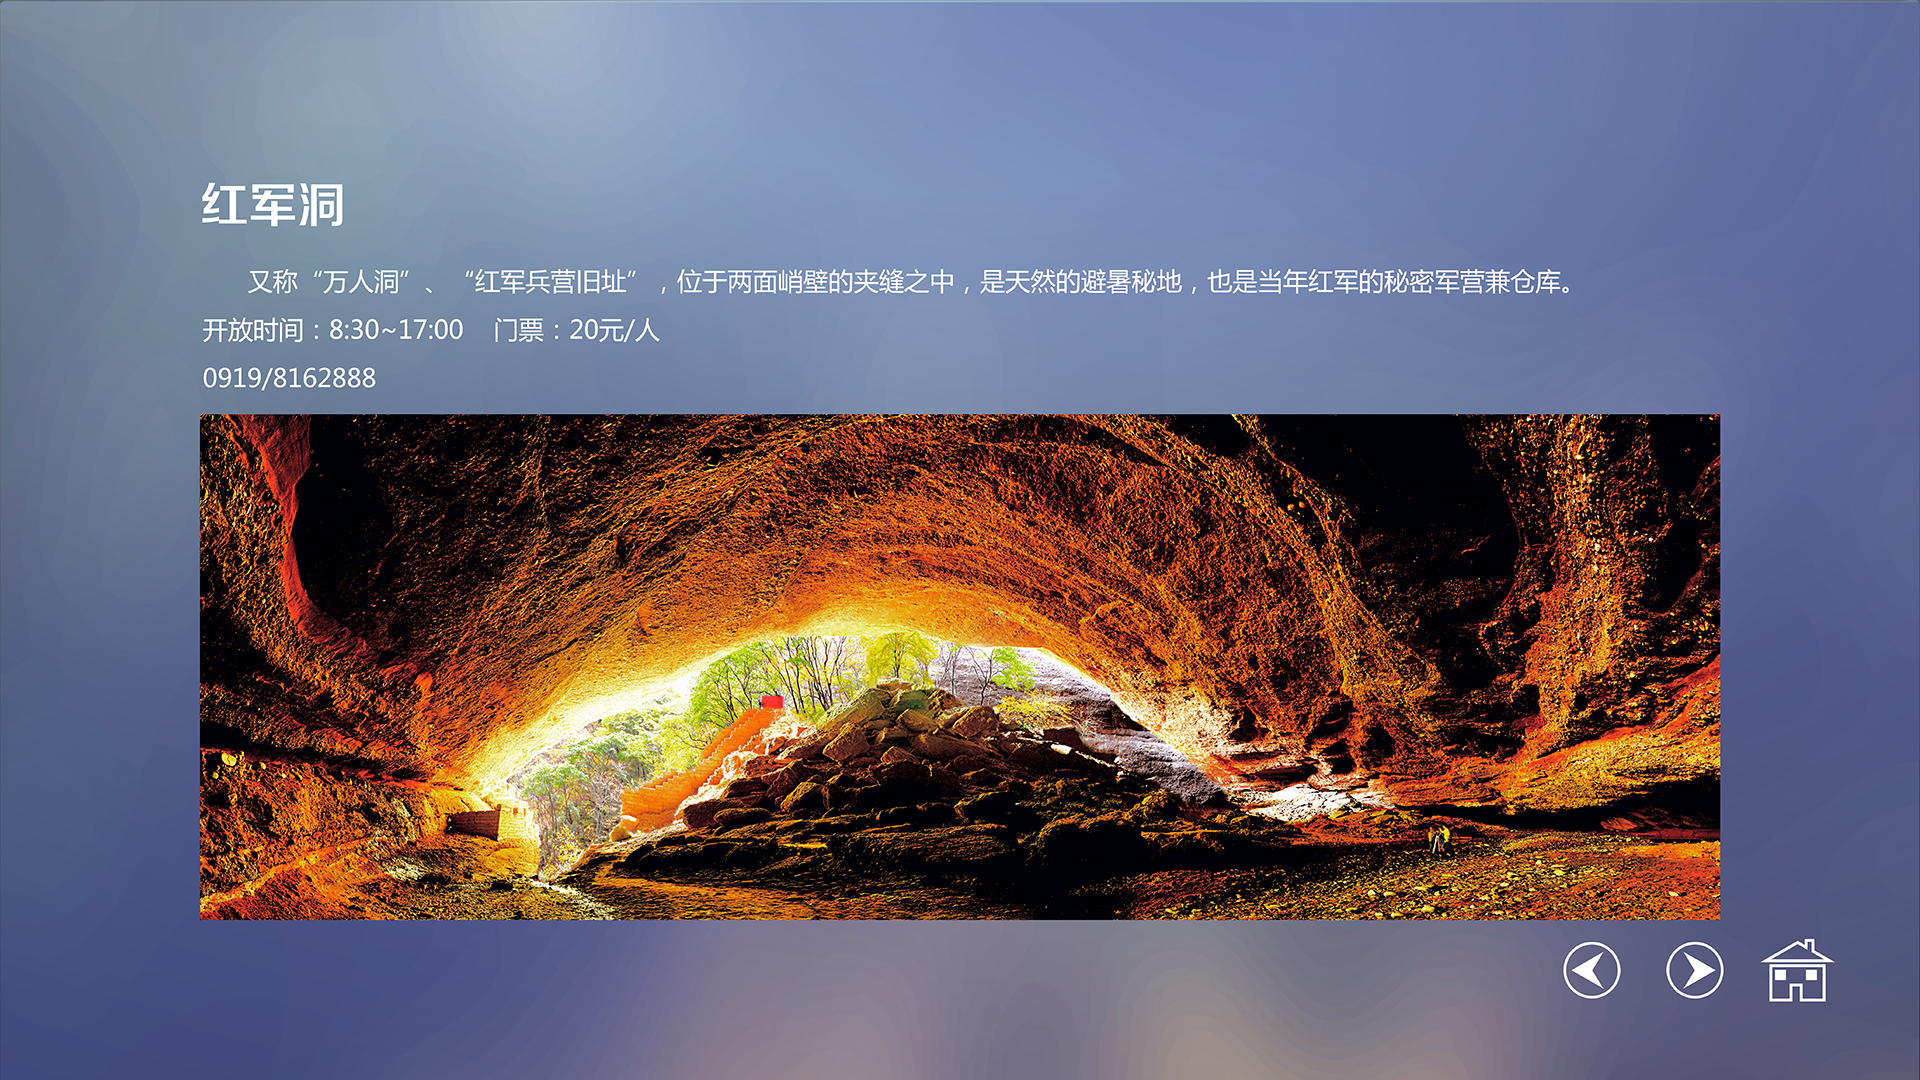 红军洞
又称“万人洞”、“红军兵营旧址”，位于两面峭壁的夹缝之中，是天然的避暑秘地，也是当年红军的秘密军营兼仓库。
开放时间：8:30~17:00 门票：20元/人
0919/8162888